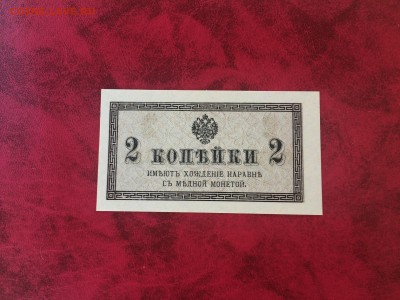 2 КОПѢЙКИ 2
ИМѢЮТЪ ХОЖДЕНІЕ НАРАВНѢ
СЪ МѢДНОЙ МОНЕТОЙ.